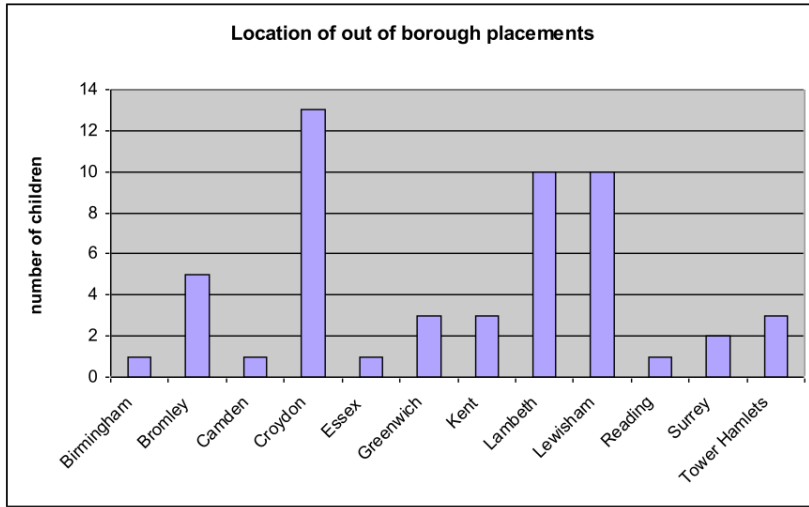 Location of out of borough placements
number of children
14
12
10
8
6
4
2
0
Birmingham
Bromley
Camden
Croydon
Essex
Greenwich
Kent
Lambeth
Lewisham
Reading
Surrey
Tower Hamlets